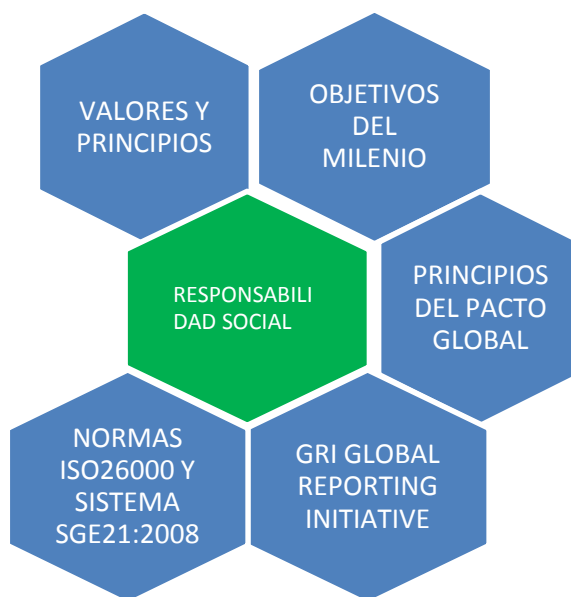 VALORES Y
PRINCIPIOS
OBJETIVOS
DEL
MILENIO
RESPONSABILI
DAD SOCIAL
PRINCIPIOS
DEL PACTO
GLOBAL
NORMAS
ISO26000 Y
SISTEMA
SGE21:2008
GRI GLOBAL
REPORTING
INITIATIVE